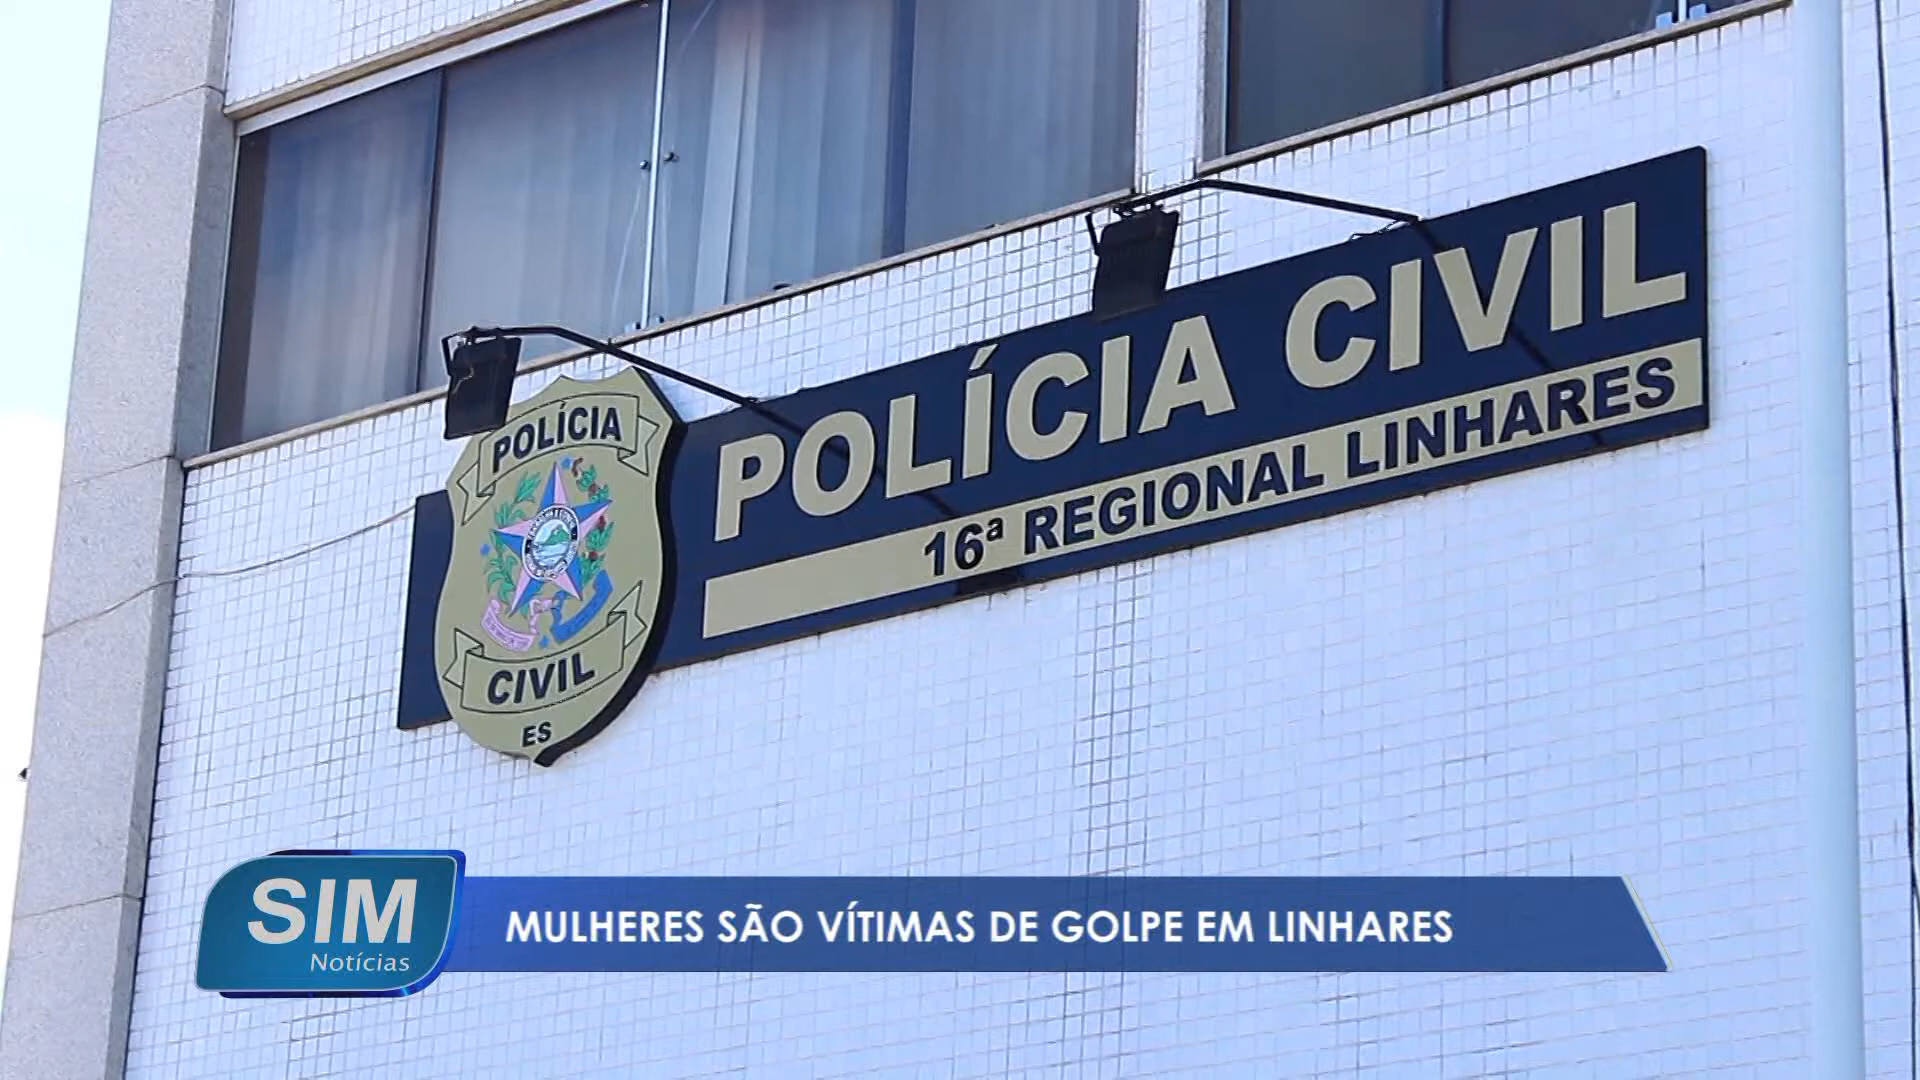 POLÍCIA CIVIL
16ª REGIONAL LINHARES
POLÍCIA
CIVIL
ES
SIM
Notícias
MULHERES SÃO VÍTIMAS DE GOLPE EM LINHARES